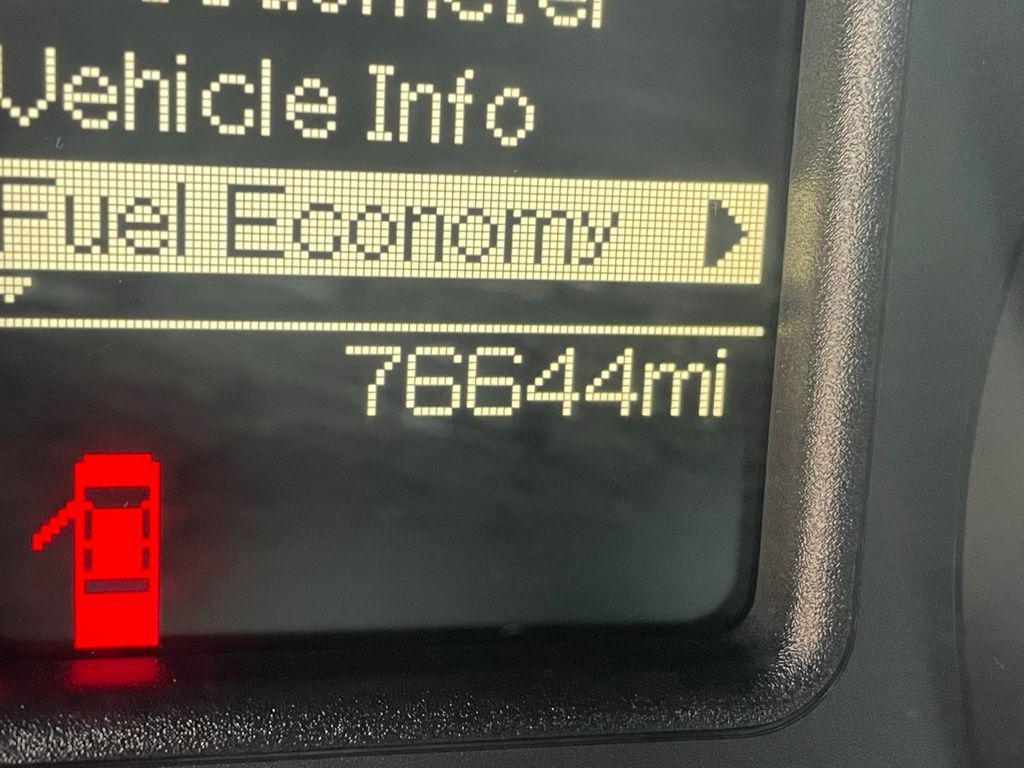 Vehicle Info
Fuel Economy
76644mi